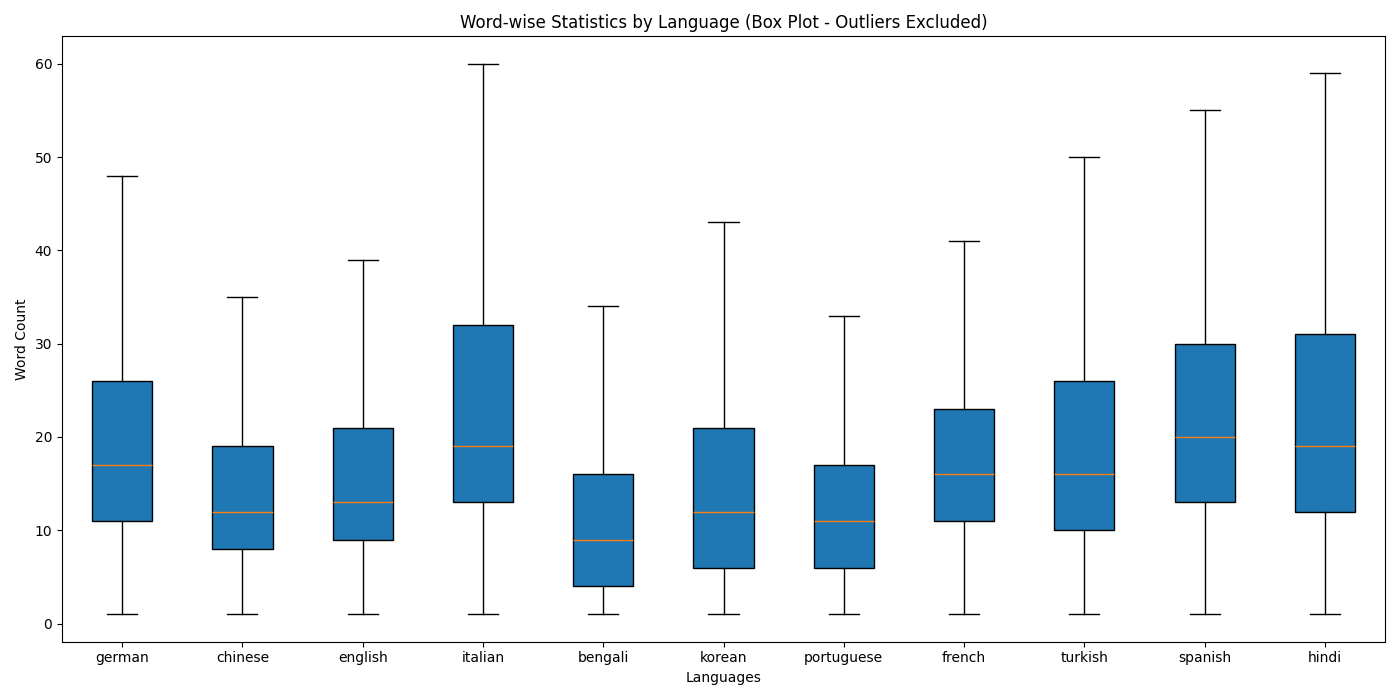 Word-wise Statistics by Language (Box Plot - Outliers Excluded)
60
50
40
30
20
10
0
Word Count
german chinese english italian bengali korean portuguese french turkish spanish hindi
Languages